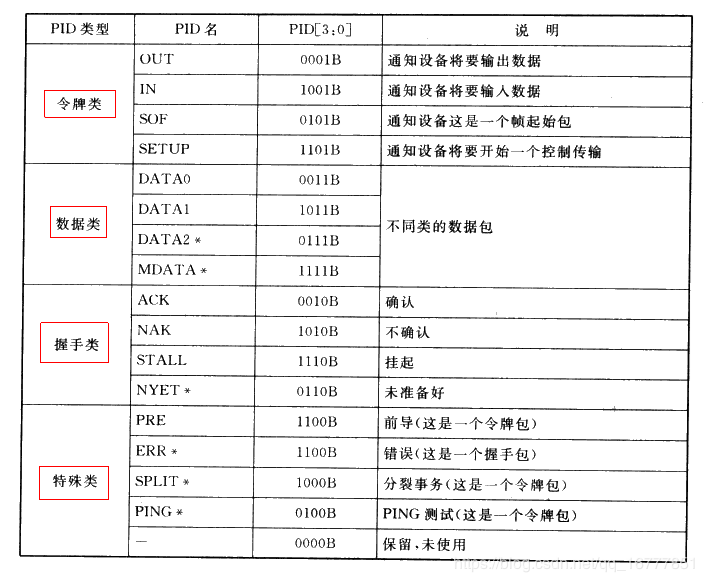 PID 类型 PID 名 PID[3:0] 说 明
令牌类 OUT 0001B 通知设备将要输出数据
IN 1001B 通知设备将要输入数据
SOF 0101B 通知设备这是一个帧起始包
SETUP 1101B 通知设备将要开始一个控制传输
数据类 DATA0 0011B 不同类的数据包
DATA1 1011B
DATA2* 0111B
MDATA* 1111B
握手类 ACK 0010B 确认
NAK 1010B 不确认
STALL 1110B 挂起
NYET* 0110B 未准备好
特殊类 PRE 1100B 前导(这是一个令牌包)
ERR* 1100B 错误(这是一个握手包)
SPLIT* 1000B 分裂事务(这是一个令牌包)
PING* 0100B PING 测试(这是一个令牌包)
— 0000B 保留,未使用